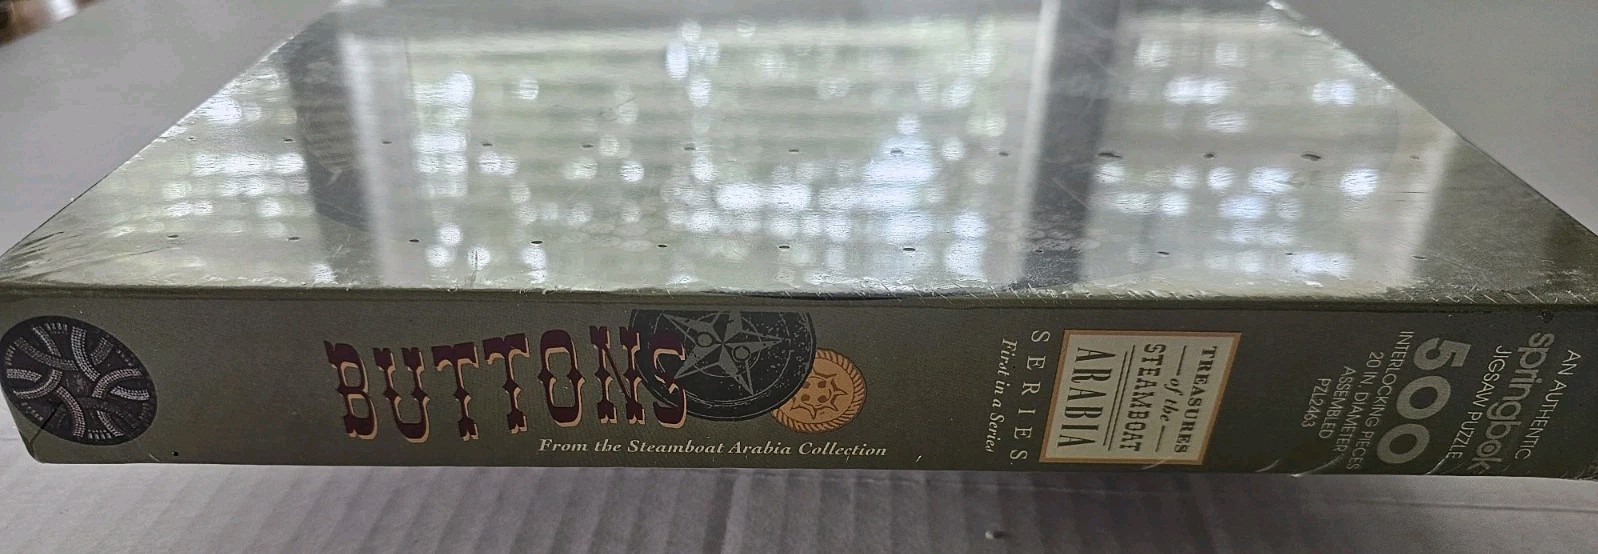 BUTTONS
From the Steamboat Arabia Collection
SERIES
First in a Series
TREASURES
of the
STEAMBOAT
ARABIA
AN AUTHENTIC
springbok
JIGSAW PUZZLE
500
INTERLOCKING PIECES
20 IN DIAMETER
ASSEMBLED
PZL2463